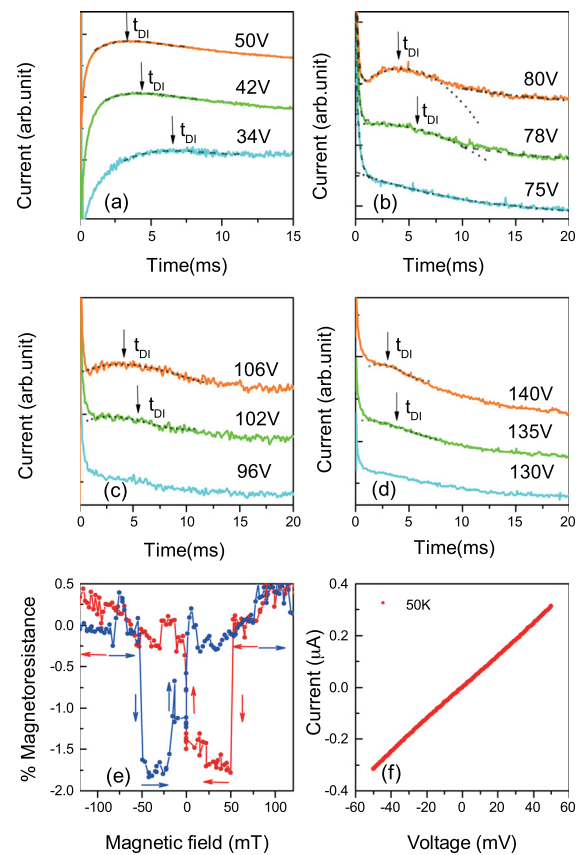 t_DI
50V
t_DI
42V
t_DI
34V
(a)
Current (arb.unit)
0 5 10 15
Time(ms)
t_DI
80V
t_DI
78V
75V
(b)
Current (arb.unit)
0 5 10 15 20
Time(ms)
t_DI
106V
t_DI
102V
96V
(c)
Current (arb.unit)
0 5 10 15 20
Time(ms)
t_DI
140V
t_DI
135V
130V
(d)
Current (arb.unit)
0 5 10 15 20
Time(ms)
% Magnetoresistance
0.5
0.0
-0.5
-1.0
-1.5
-2.0
(e)
-100 -50 0 50 100
Magnetic field (mT)
Current (µA)
0.4
0.2
0.0
-0.2
-0.4
50K
(f)
-60 -40 -20 0 20 40 60
Voltage (mV)